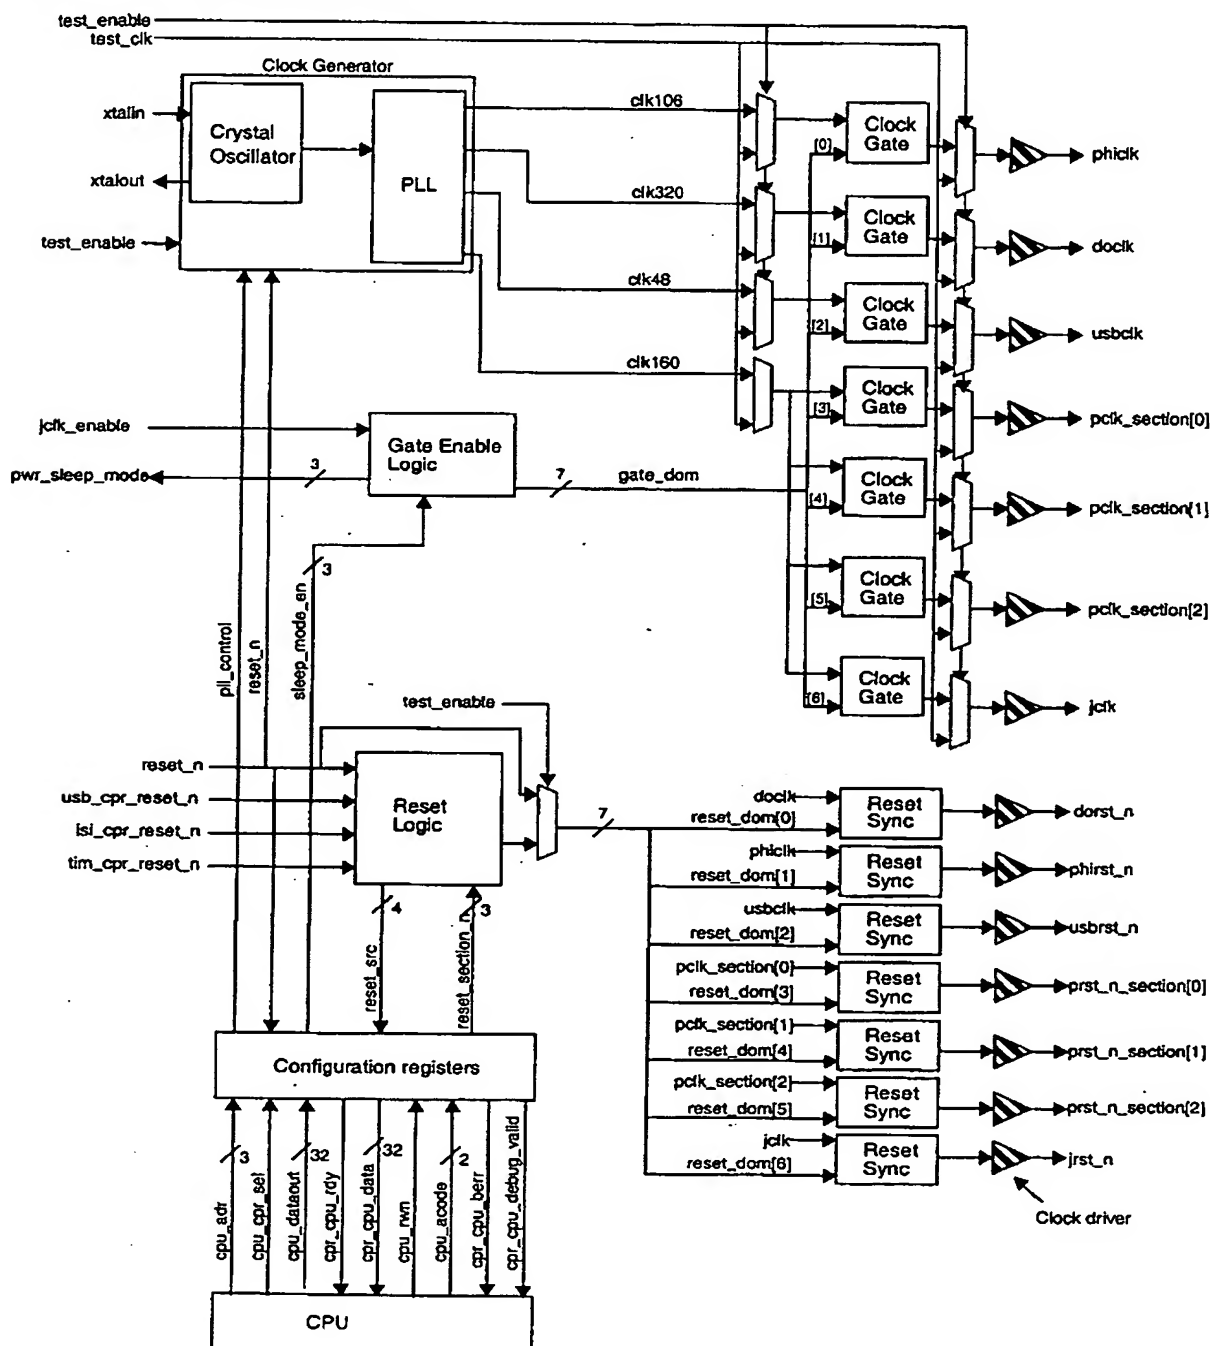 test_enable
test_clk
Clock Generator
xtalin
Crystal
Oscillator
xtalout
PLL
test_enable
clk106
clk320
clk48
clk160
[0]
Clock
Gate
phiclk
[1]
Clock
Gate
doclk
[2]
Clock
Gate
usbclk
[3]
Clock
Gate
pclk_section[0]
[4]
Clock
Gate
pclk_section[1]
[5]
Clock
Gate
pclk_section[2]
[6]
Clock
Gate
jclk
jclk_enable
Gate Enable
Logic
pwr_sleep_mode
3
7
gate_dom
3
pll_control
reset_n
sleep_mode_en
test_enable
reset_n
usb_cpr_reset_n
isi_cpr_reset_n
tim_cpr_reset_n
Reset
Logic
7
4
3
reset_src
reset_section_n
doclk
reset_dom[0]
Reset
Sync
dorst_n
phiclk
reset_dom[1]
Reset
Sync
phirst_n
usbclk
reset_dom[2]
Reset
Sync
usbrst_n
pclk_section[0]
reset_dom[3]
Reset
Sync
prst_n_section[0]
pclk_section[1]
reset_dom[4]
Reset
Sync
prst_n_section[1]
pclk_section[2]
reset_dom[5]
Reset
Sync
prst_n_section[2]
jclk
reset_dom[6]
Reset
Sync
jrst_n
Clock driver
Configuration registers
3
32
32
2
cpu_adr
cpu_cpr_sel
cpu_dataout
cpr_cpu_rdy
cpr_cpu_data
cpu_rwn
cpu_acode
cpr_cpu_berr
cpr_cpu_debug_valid
CPU